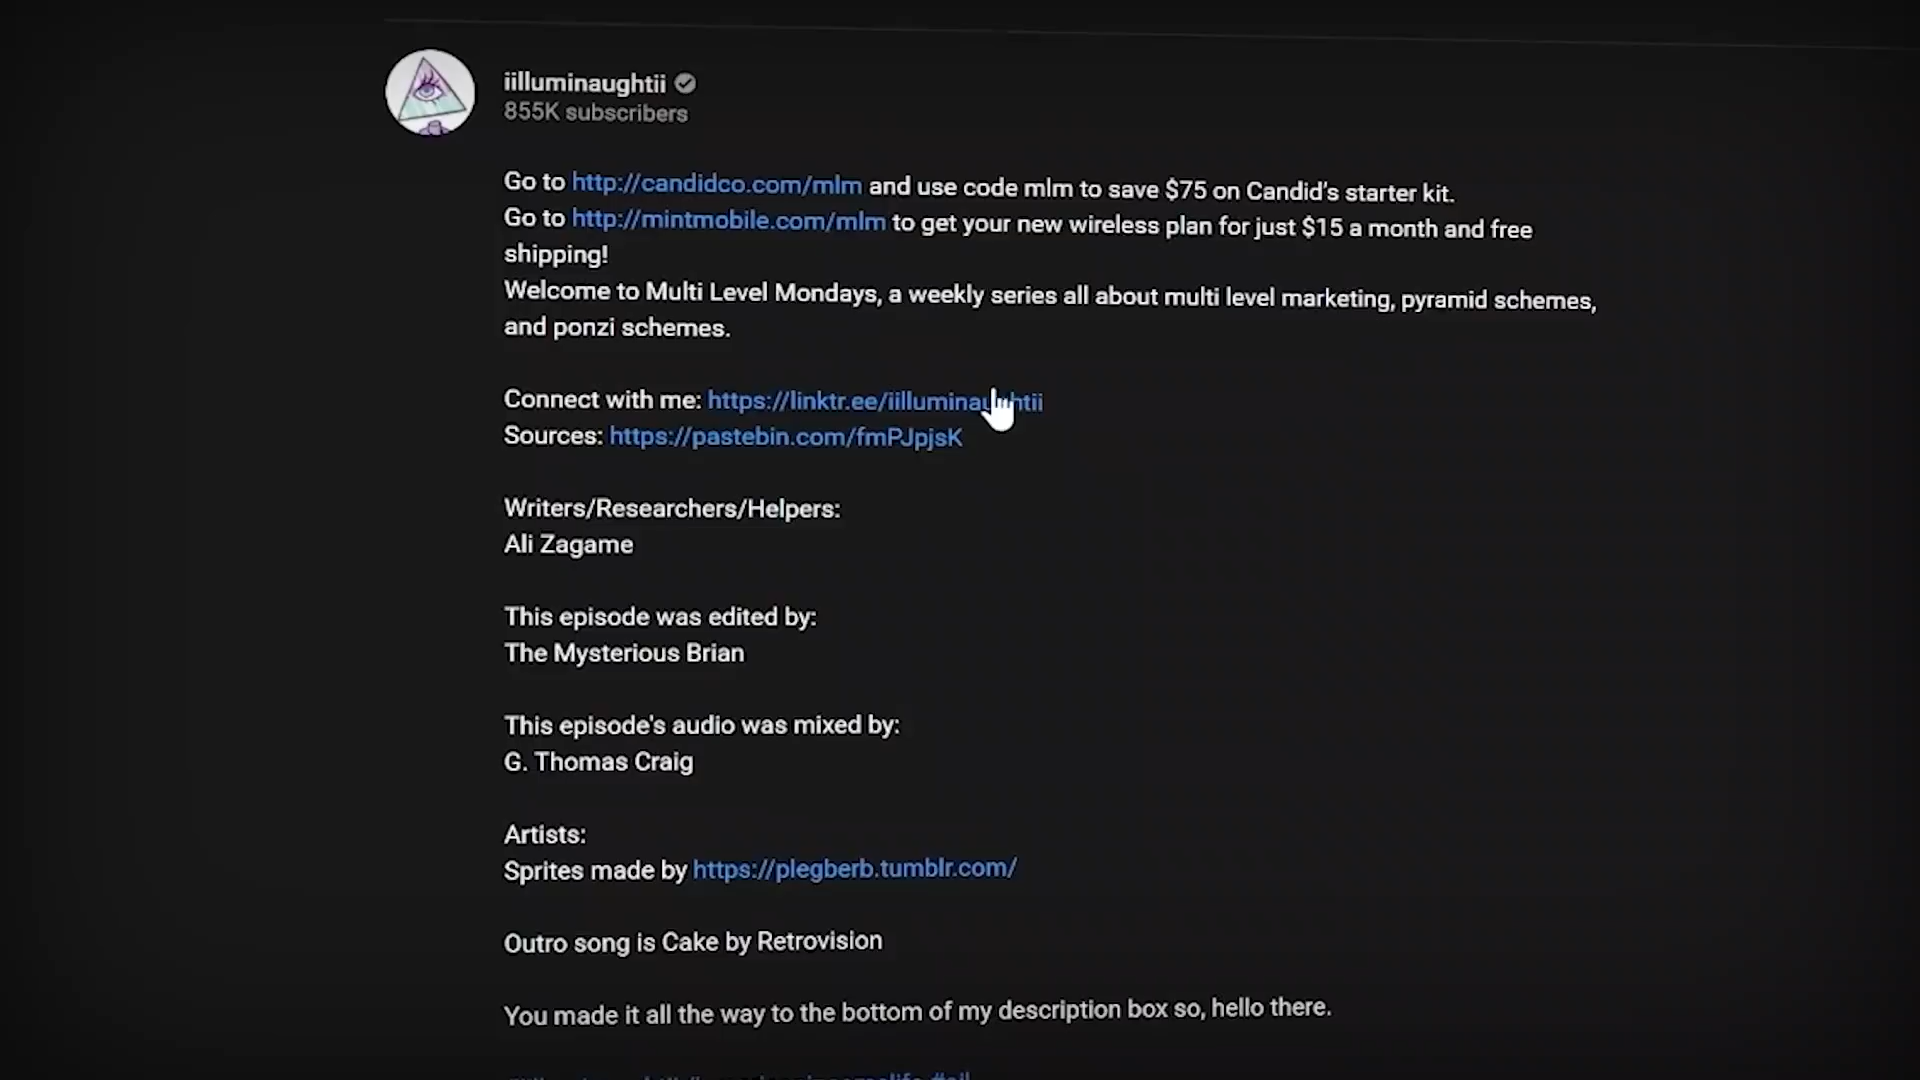 iilluminaughtii
855K subscribers
Go to http://candidco.com/mlm and use code mlm to save $75 on Candid's starter kit.
Go to http://mintmobile.com/mlm to get your new wireless plan for just $15 a month and free
shipping!
Welcome to Multi Level Mondays, a weekly series all about multi level marketing, pyramid schemes,
and ponzi schemes.
Connect with me: https://linktr.ee/iilluminaughtii
Sources: https://pastebin.com/fmPJpjsK
Writers/Researchers/Helpers:
Ali Zagame
This episode was edited by:
The Mysterious Brian
This episode's audio was mixed by:
G. Thomas Craig
Artists:
Sprites made by https://plegberb.tumblr.com/
Outro song is Cake by Retrovision
You made it all the way to the bottom of my description box so, hello there.